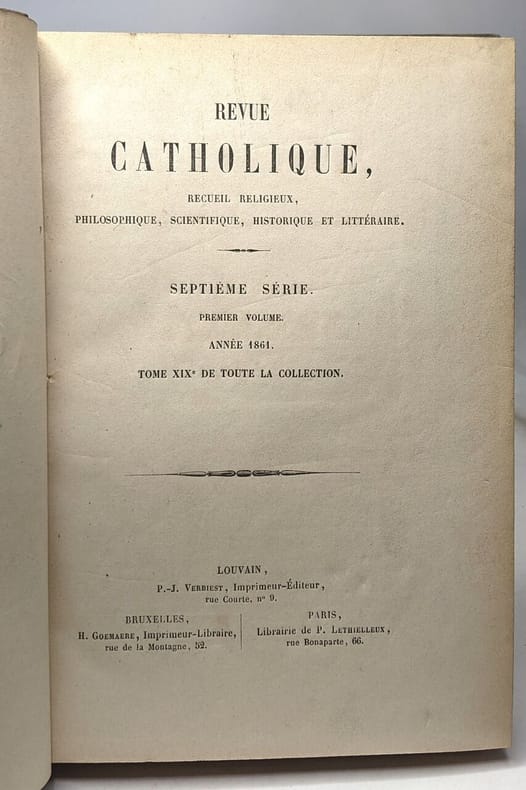 REVUE
CATHOLIQUE,
RECUEIL RELIGIEUX,
PHILOSOPHIQUE, SCIENTIFIQUE, HISTORIQUE ET LITTÉRAIRE.
SEPTIÈME SÉRIE.
PREMIER VOLUME.
ANNÉE 1861.
TOME XIXe DE TOUTE LA COLLECTION.
LOUVAIN,
P.-J. VERBIEST, Imprimeur-Éditeur,
rue Courte, nº 9.
BRUXELLES,
H. GOEMAERE, Imprimeur-Libraire,
rue de la Montagne, 52.
PARIS,
Librairie de P. LETHIELLEUX,
rue Bonaparte, 66.